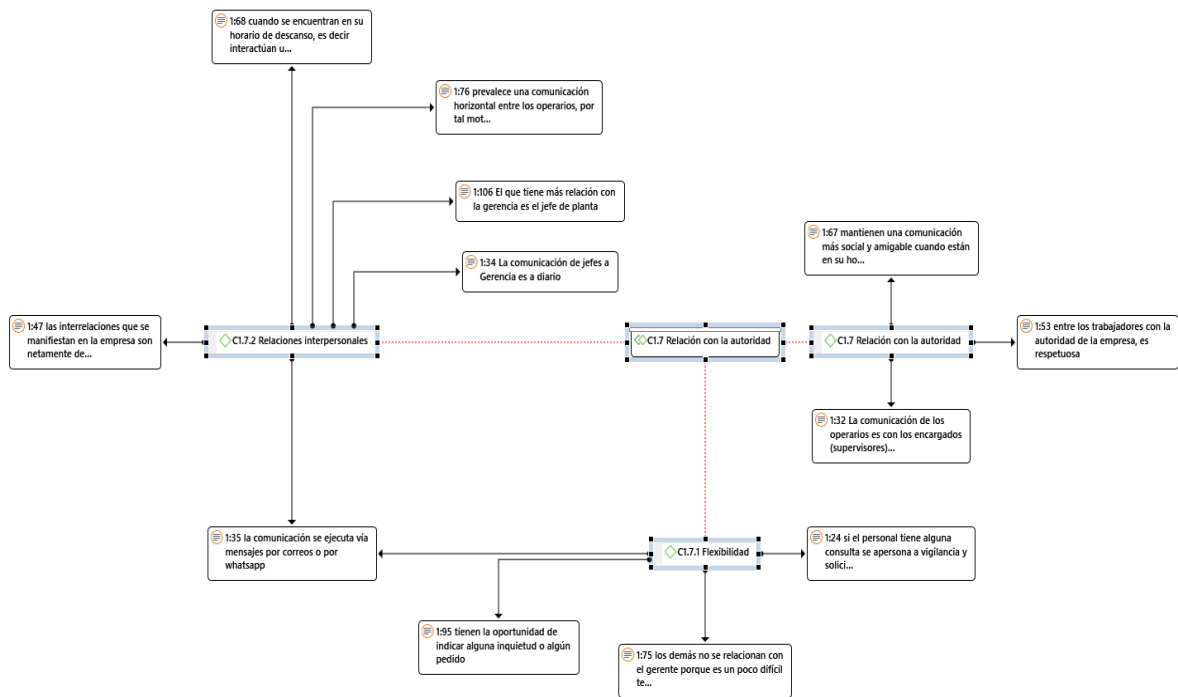 1:68 cuando se encuentran en su
horario de descanso, es decir
interactúan u...
1:76 prevalece una comunicación
horizontal entre los operarios, por
tal mot...
1:106 El que tiene más relación con
la gerencia es el jefe de planta
1:67 mantienen una comunicación
más social y amigable cuando están
en su ho...
1:34 La comunicación de jefes a
Gerencia es a diario
1:47 las interrelaciones que se
manifiestan en la empresa son
netamente de...
C1.7.2 Relaciones interpersonales
C1.7 Relación con la autoridad
C1.7 Relación con la autoridad
1:53 entre los trabajadores con la
autoridad de la empresa, es
respetuosa
1:32 La comunicación de los
operarios es con los encargados
(supervisores)...
1:35 la comunicación se ejecuta vía
mensajes por correos o por
whatsapp
C1.7.1 Flexibilidad
1:24 si el personal tiene alguna
consulta se apersona a vigilancia y
solici...
1:95 tienen la oportunidad de
indicar alguna inquietud o algún
pedido
1:75 los demás no se relacionan con
el gerente porque es un poco difícil
te...